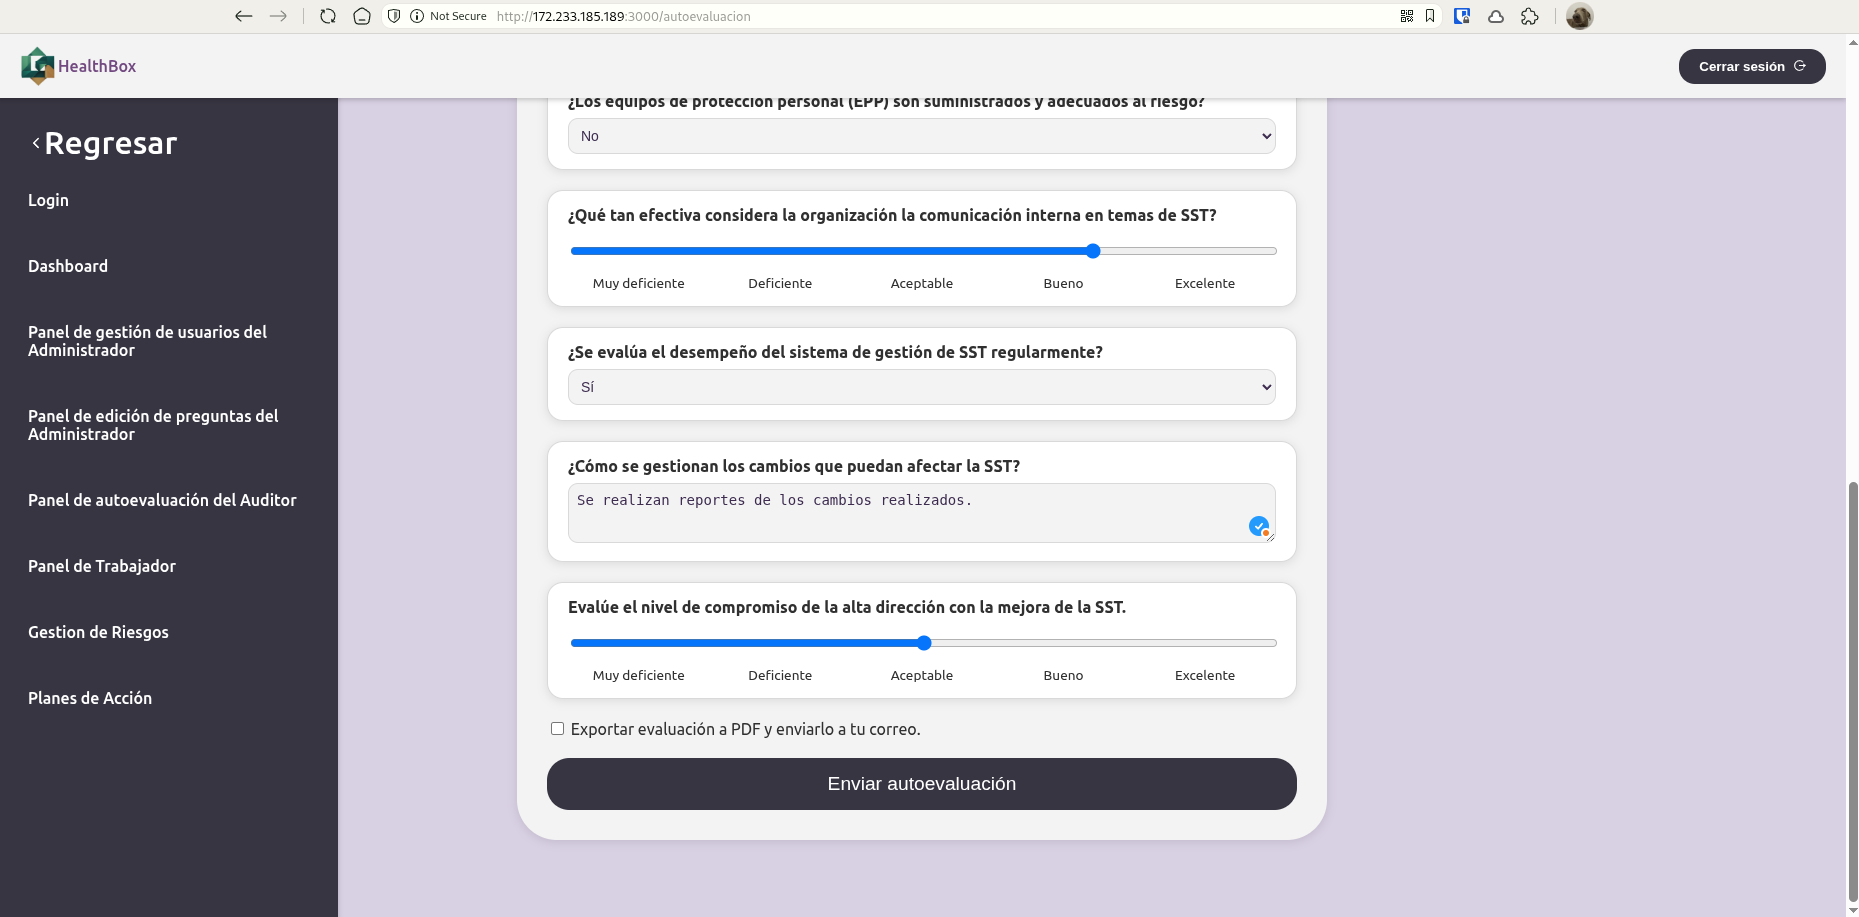 Not Secure http://172.233.185.189:3000/autoevaluacion
HealthBox
Cerrar sesión
Regresar
Login
Dashboard
Panel de gestión de usuarios del
Administrador
Panel de edición de preguntas del
Administrador
Panel de autoevaluación del Auditor
Panel de Trabajador
Gestion de Riesgos
Planes de Acción
¿Los equipos de protección personal (EPP) son suministrados y adecuados al riesgo?
No
¿Qué tan efectiva considera la organización la comunicación interna en temas de SST?
Muy deficiente Deficiente Aceptable Bueno Excelente
¿Se evalúa el desempeño del sistema de gestión de SST regularmente?
Sí
¿Cómo se gestionan los cambios que puedan afectar la SST?
Se realizan reportes de los cambios realizados.
Evalúe el nivel de compromiso de la alta dirección con la mejora de la SST.
Muy deficiente Deficiente Aceptable Bueno Excelente
Exportar evaluación a PDF y enviarlo a tu correo.
Enviar autoevaluación